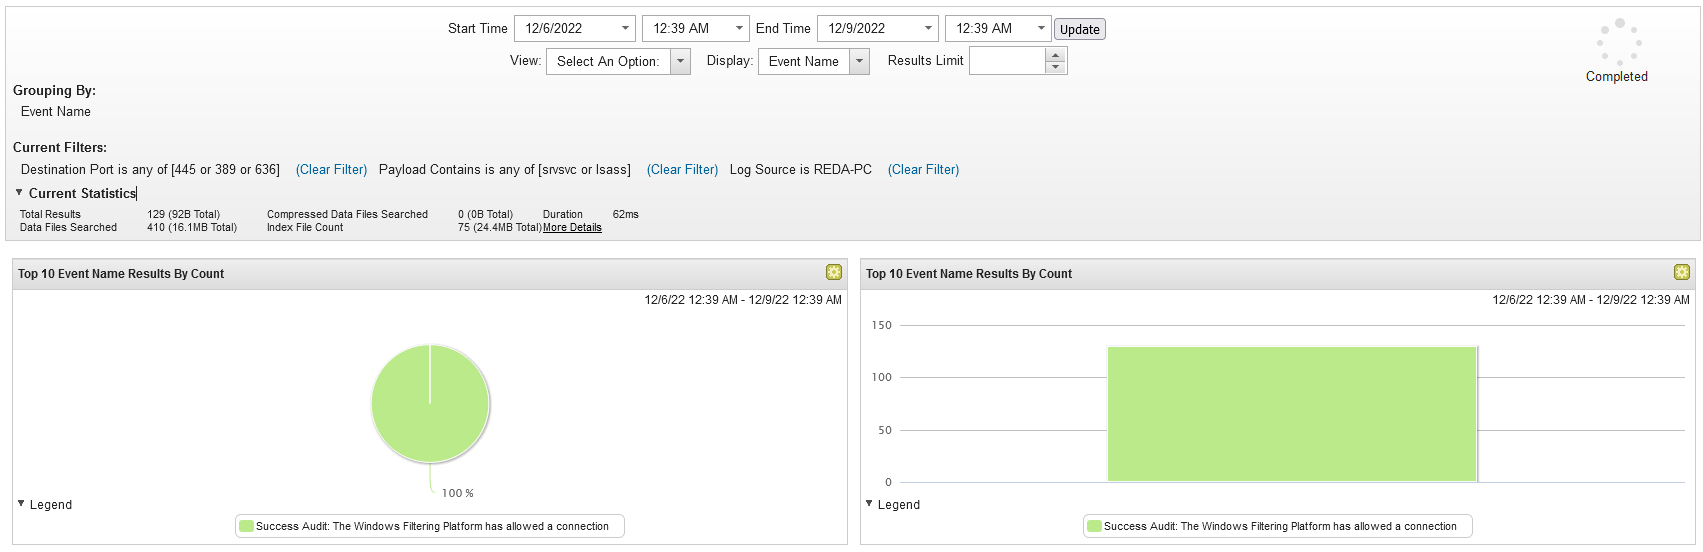 Start Time 12/6/2022 12:39 AM End Time 12/9/2022 12:39 AM Update
View: Select An Option: Display: Event Name Results Limit
Completed
Grouping By:
Event Name
Current Filters:
Destination Port is any of [445 or 389 or 636] (Clear Filter) Payload Contains is any of [srvsvc or lsass] (Clear Filter) Log Source is REDA-PC (Clear Filter)
Current Statistics
Total Results 129 (92B Total) Compressed Data Files Searched 0 (0B Total) Duration 62ms
Data Files Searched 410 (16.1MB Total) Index File Count 75 (24.4MB Total) More Details
Top 10 Event Name Results By Count
12/6/22 12:39 AM - 12/9/22 12:39 AM
100 %
Legend
Success Audit: The Windows Filtering Platform has allowed a connection
Top 10 Event Name Results By Count
12/6/22 12:39 AM - 12/9/22 12:39 AM
150
100
50
0
Legend
Success Audit: The Windows Filtering Platform has allowed a connection